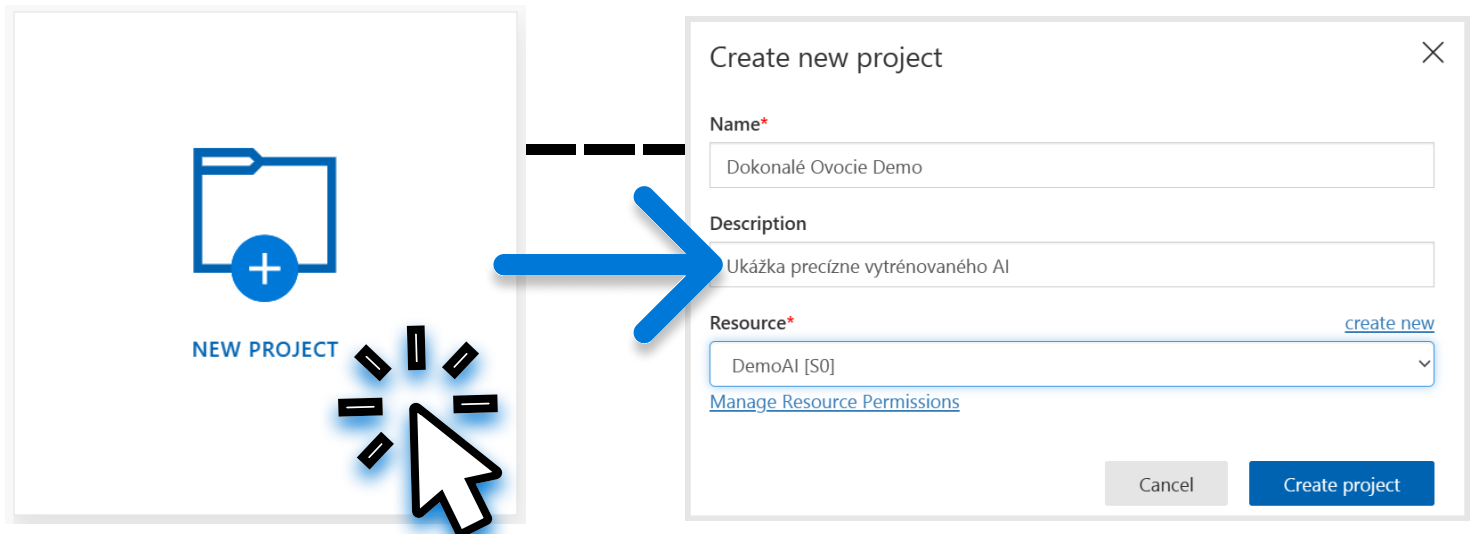 NEW PROJECT
Create new project
Name*
Dokonalé Ovocie Demo
Description
Ukážka precízne vytrénovaného AI
Resource*
create new
DemoAI [S0]
Manage Resource Permissions
Cancel
Create project